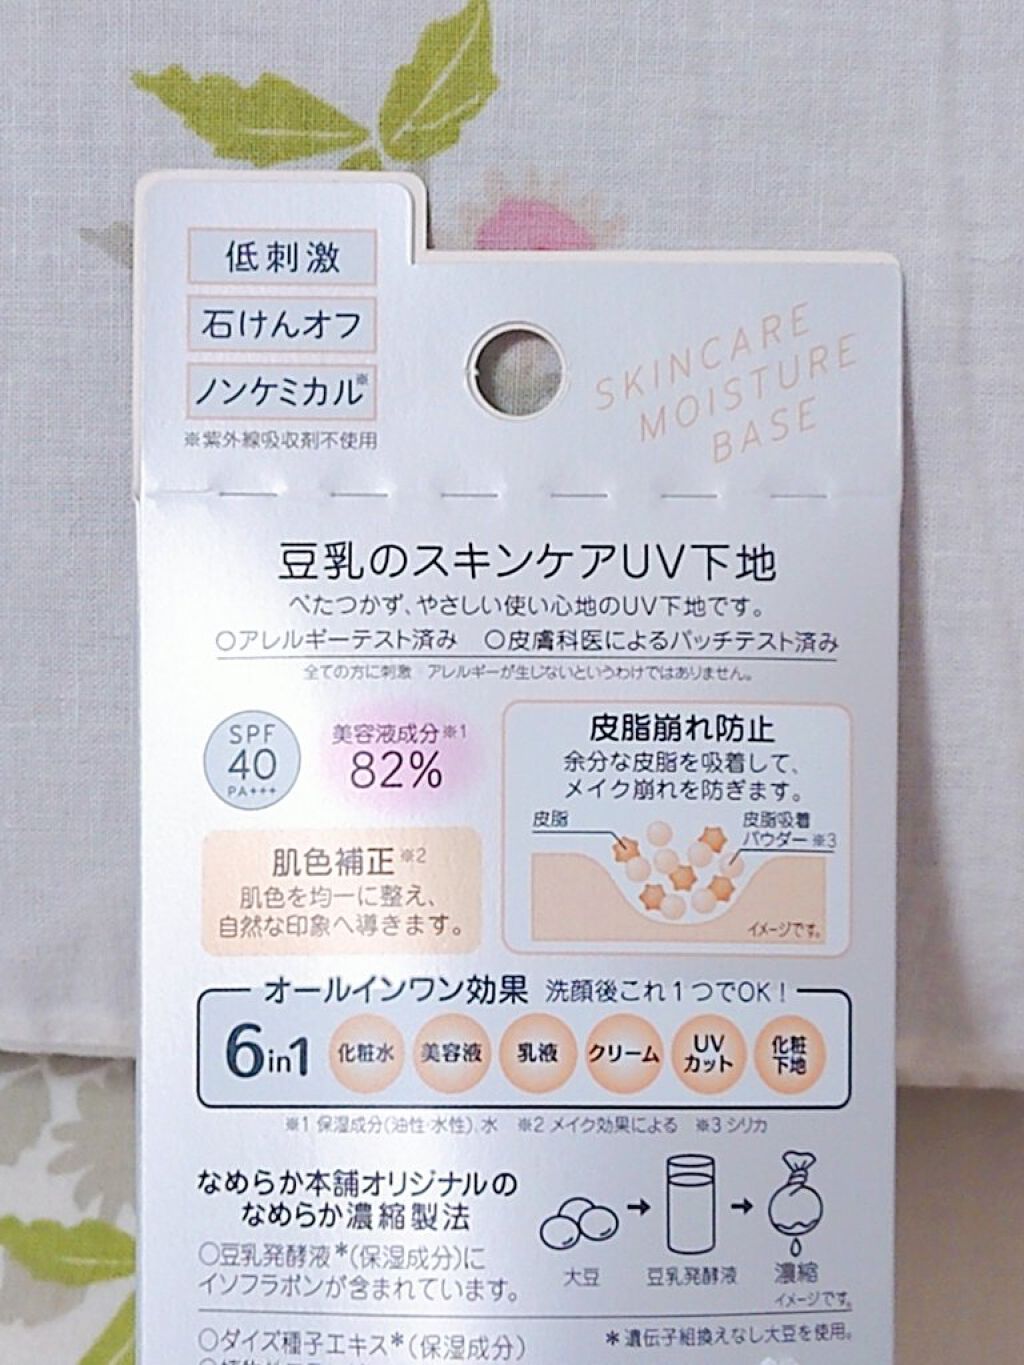 低刺激
石けんオフ
ノンケミカル※
※紫外線吸収剤不使用
SKINCARE
MOISTURE
BASE
豆乳のスキンケアUV下地
べたつかず、やさしい使い心地のUV下地です。
○アレルギーテスト済み ○皮膚科医によるパッチテスト済み
全ての方に刺激 アレルギーが生じないというわけではありません。
SPF
40
PA+++
美容液成分※1
82%
肌色補正※2
肌色を均一に整え、
自然な印象へ導きます。
皮脂崩れ防止
余分な皮脂を吸着して、
メイク崩れを防ぎます。
皮脂
皮脂吸着
パウダー※3
イメージです。
オールインワン効果 洗顔後これ1つでOK!
6in1
化粧水
美容液
乳液
クリーム
UV
カット
化粧
下地
※1 保湿成分(油性・水性)、水 ※2 メイク効果による ※3 シリカ
なめらか本舗オリジナルの
なめらか濃縮製法
○豆乳発酵液*(保湿成分)に
イソフラボンが含まれています。
大豆
豆乳発酵液
濃縮
イメージです。
○ダイズ種子エキス*(保湿成分)
*遺伝子組換えなし大豆を使用。